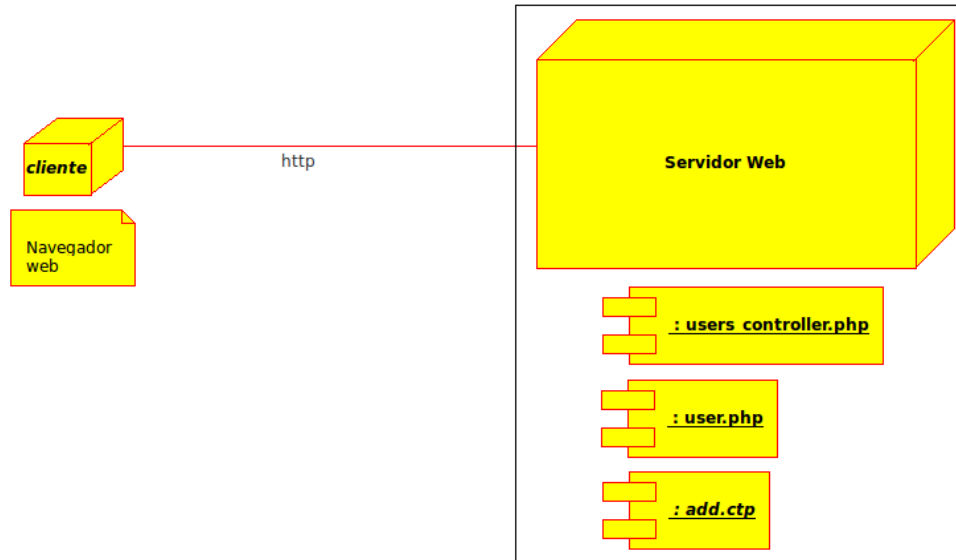 cliente
http
Servidor Web
Navegador
web
: users_controller.php
: user.php
: add.ctp